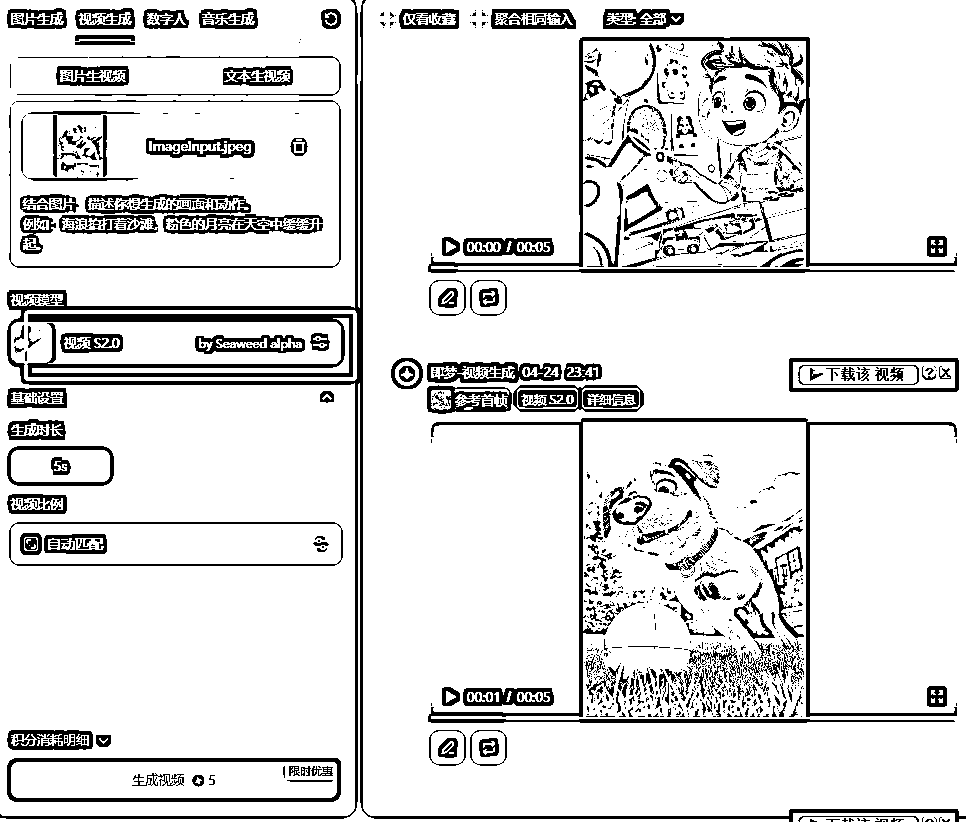 图片生成 视频生成 数字人 音乐生成
图片生视频 文本生视频
ImageInput.jpeg
结合图片，描述你想生成的画面和动作。
例如：海浪拍打着沙滩，粉色的月亮在天空中缓缓升起。
视频模型
视频 S2.0 by Seaweed alpha
基础设置
生成时长
5s
视频比例
自动匹配
积分消耗明细
生成视频 5
限时优惠
仅看收藏 聚合相同输入 类型: 全部
00:00 / 00:05
即梦-视频生成 04-24 23:41
下载该 视频 ? x
参考首帧 视频 S2.0 详细信息
00:01 / 00:05
下载该 视频 ? x